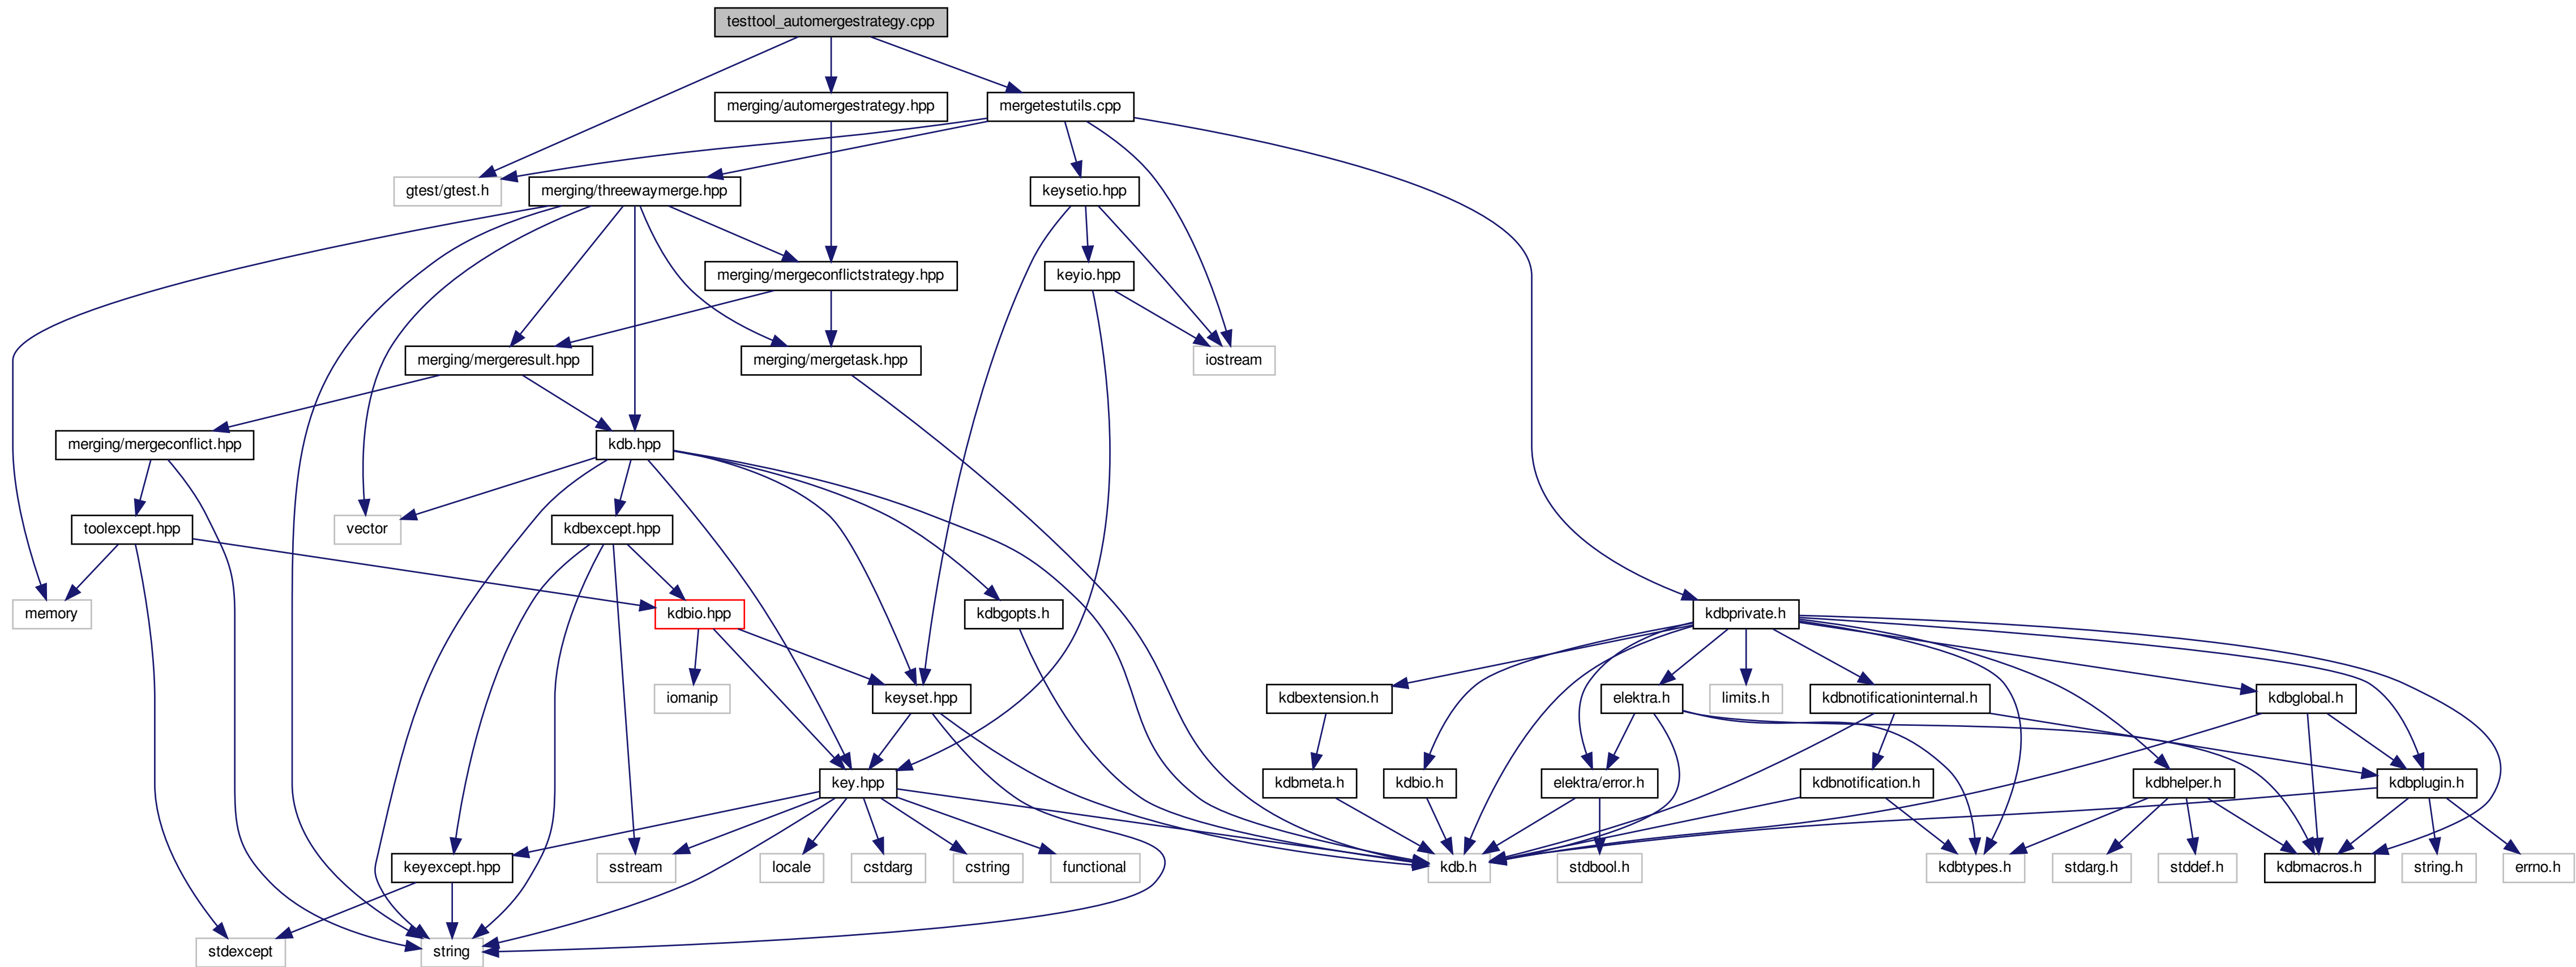 testtool_automergestrategy.cpp
merging/automergestrategy.hpp
mergetestutils.cpp
gtest/gtest.h
merging/threewaymerge.hpp
keysetio.hpp
merging/mergeconflictstrategy.hpp
keyio.hpp
merging/mergeresult.hpp
merging/mergetask.hpp
iostream
merging/mergeconflict.hpp
kdb.hpp
toolexcept.hpp
vector
kdbexcept.hpp
memory
kdbio.hpp
kdbgopts.h
kdbprivate.h
iomanip
keyset.hpp
kdbextension.h
elektra.h
limits.h
kdbnotificationinternal.h
kdbglobal.h
key.hpp
kdbmeta.h
kdbio.h
elektra/error.h
kdbnotification.h
kdbhelper.h
kdbplugin.h
keyexcept.hpp
sstream
locale
cstdarg
cstring
functional
kdb.h
stdbool.h
kdbtypes.h
stdarg.h
stddef.h
kdbmacros.h
string.h
errno.h
stdexcept
string